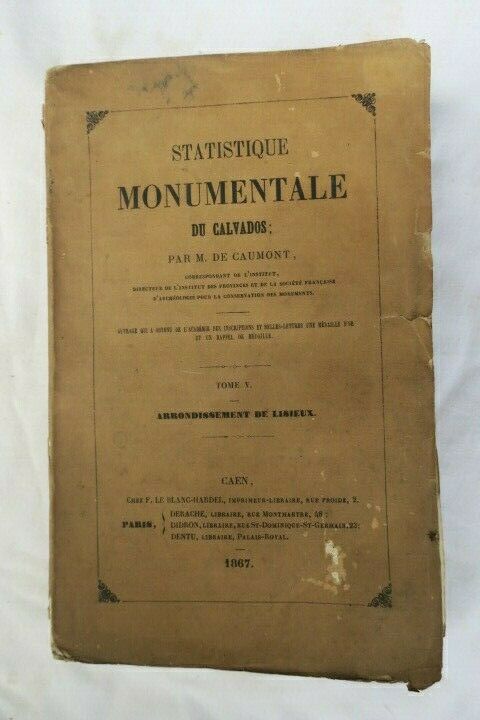 STATISTIQUE
MONUMENTALE
DU CALVADOS;
PAR M. DE CAUMONT,
CORRESPONDANT DE L'INSTITUT,
DIRECTEUR DE L'INSTITUT DES PROVINCES ET DE LA SOCIÉTÉ FRANÇAISE
D'ARCHÉOLOGIE POUR LA CONSERVATION DES MONUMENTS.
OUVRAGE QUI A OBTENU DE L'ACADÉMIE DES INSCRIPTIONS ET BELLES-LETTRES UNE MÉDAILLE D'OR
ET UN RAPPEL DE MÉDAILLE.
TOME V.
ARRONDISSEMENT DE LISIEUX.
CAEN,
CHEZ F. LE BLANC-HARDEL, IMPRIMEUR-LIBRAIRE, RUE FROIDE, 2.
PARIS, DERACHE, LIBRAIRE, RUE MONTMARTRE, 48;
DIDRON, LIBRAIRE, RUE ST-DOMINIQUE-ST-GERMAIN, 23;
DENTU, LIBRAIRE, PALAIS-ROYAL.
1867.